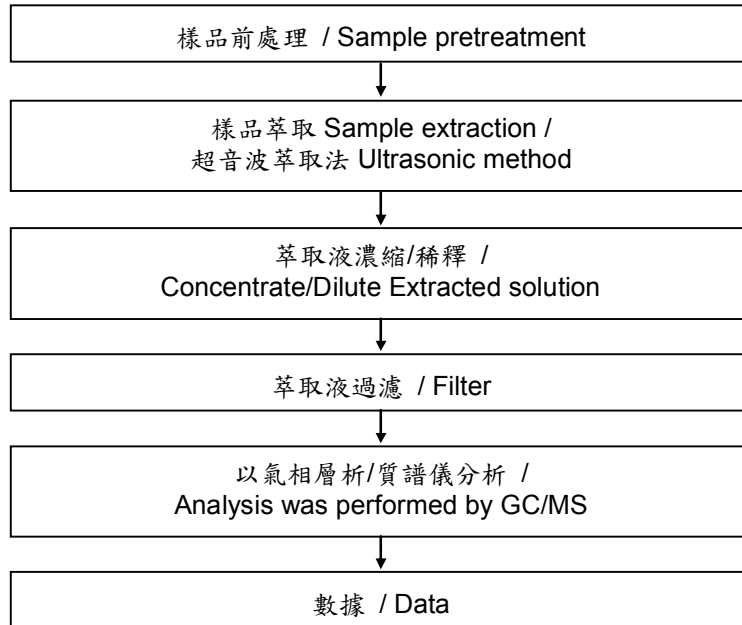 樣品前處理 / Sample pretreatment
樣品萃取 Sample extraction /
超音波萃取法 Ultrasonic method
萃取液濃縮/稀釋 /
Concentrate/Dilute Extracted solution
萃取液過濾 / Filter
以氣相層析/質譜儀分析 /
Analysis was performed by GC/MS
數據 / Data